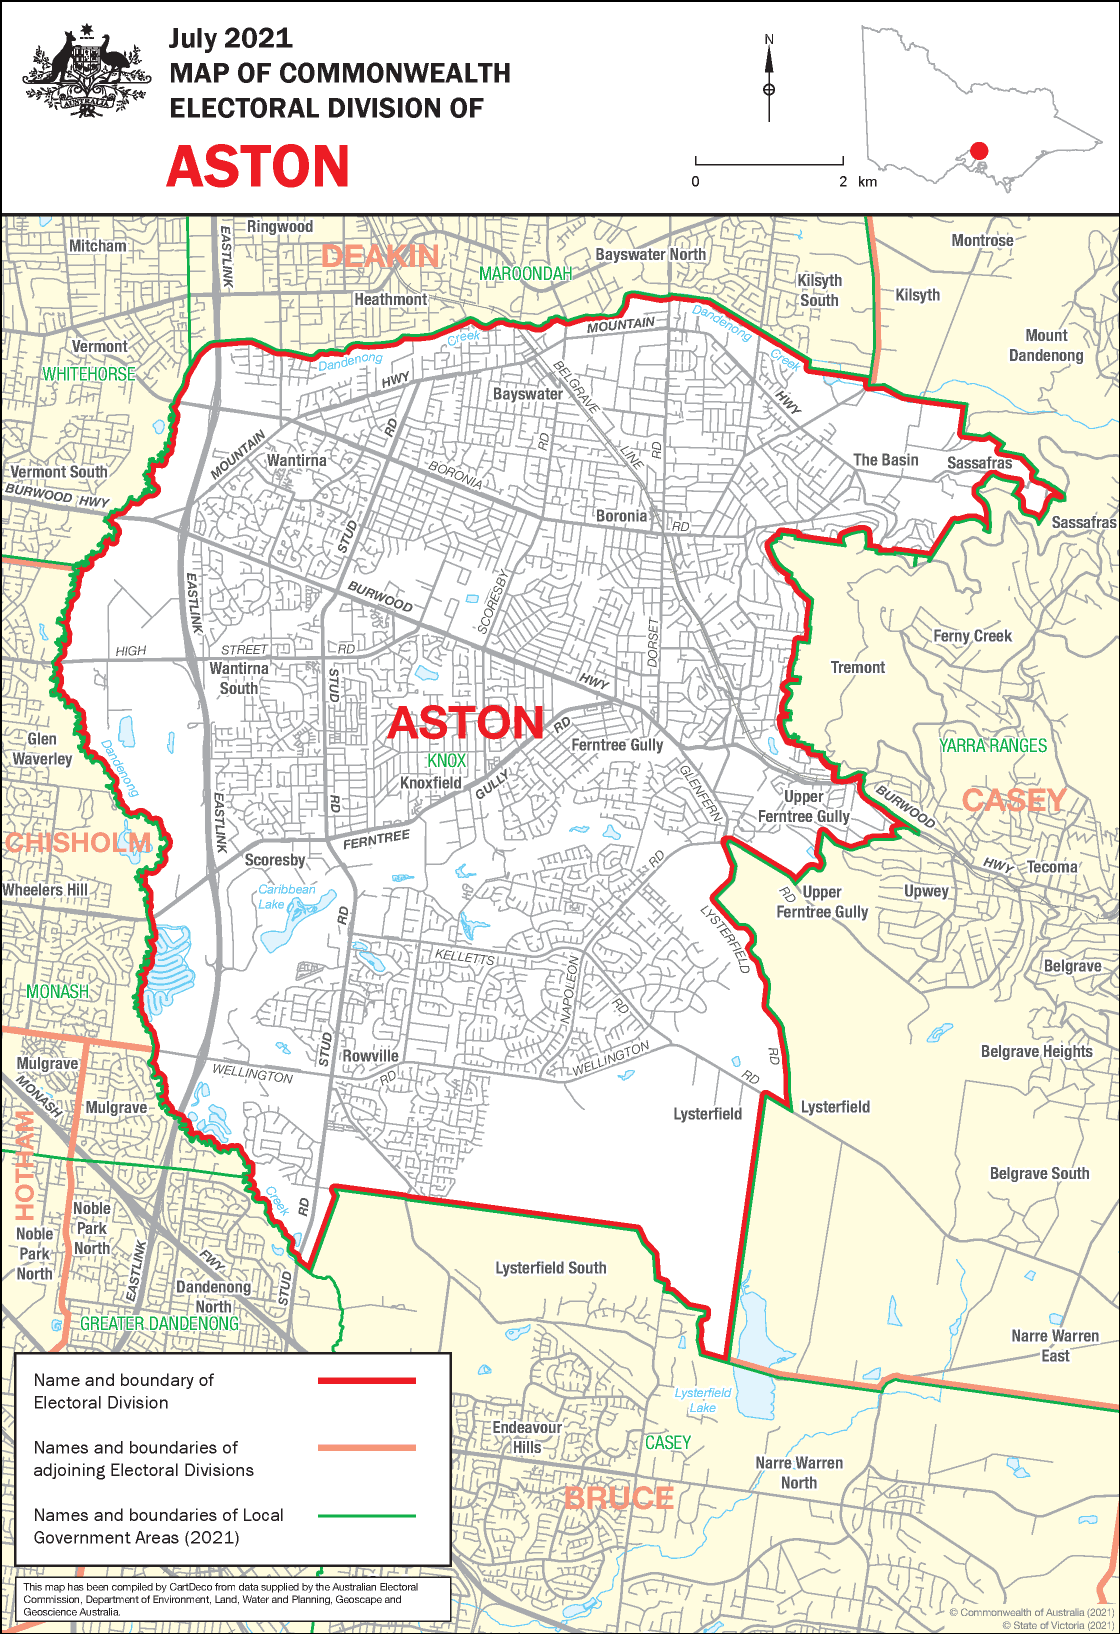 July 2021
MAP OF COMMONWEALTH
ELECTORAL DIVISION OF
ASTON
AUSTRALIA
N
0 2 km
Ringwood
Mitcham
EASTLINK
DEAKIN
MAROONDAH
Bayswater North
Montrose
Heathmont
Kilsyth
South
Kilsyth
Vermont
WHITEHORSE
Dandenong
Creek
MOUNTAIN
Dandenong
Creek
Mount
Dandenong
HWY
BELGRAVE
LINE
HWY
Bayswater
RD
RD
RD
MOUNTAIN
Wantirna
BORONIA
The Basin
Sassafras
Vermont South
BURWOOD HWY
STUD
Boronia
RD
Sassafras
EASTLINK
BURWOOD
SCORESBY
DORSET
Ferny Creek
HIGH
STREET
RD
Wantirna
South
STUD
HWY
Tremont
ASTON
KNOX
Knoxfield
RD
GULLY
Ferntree Gully
YARRA RANGES
Glen
Waverley
Dandenong
EASTLINK
RD
GLENFERN
Upper
Ferntree Gully
BURWOOD
CASEY
CHISHOLM
FERNTREE
Scoresby
RD
HWY
Tecoma
Wheelers Hill
Caribbean
Lake
RD
RD
Upper
Ferntree Gully
Upwey
LYSTERFIELD
KELLETTS
NAPOLEON
Belgrave
MONASH
RD
STUD
Rowville
WELLINGTON
RD
WELLINGTON
RD
RD
Belgrave Heights
Mulgrave
MONASH
Mulgrave
Lysterfield
Lysterfield
HOTHAM
Belgrave South
Creek
RD
Noble
Park
North
Noble
Park
North
EASTLINK
FWY
STUD
Dandenong
North
Lysterfield South
GREATER DANDENONG
Narre Warren
East
Lysterfield
Lake
Endeavour
Hills
CASEY
Narre Warren
North
BRUCE
Name and boundary of
Electoral Division
Names and boundaries of
adjoining Electoral Divisions
Names and boundaries of Local
Government Areas (2021)
This map has been compiled by CartDeco from data supplied by the Australian Electoral
Commission, Department of Environment, Land, Water and Planning, Geoscape and
Geoscience Australia.
© Commonwealth of Australia (2021)
© State of Victoria (2021)